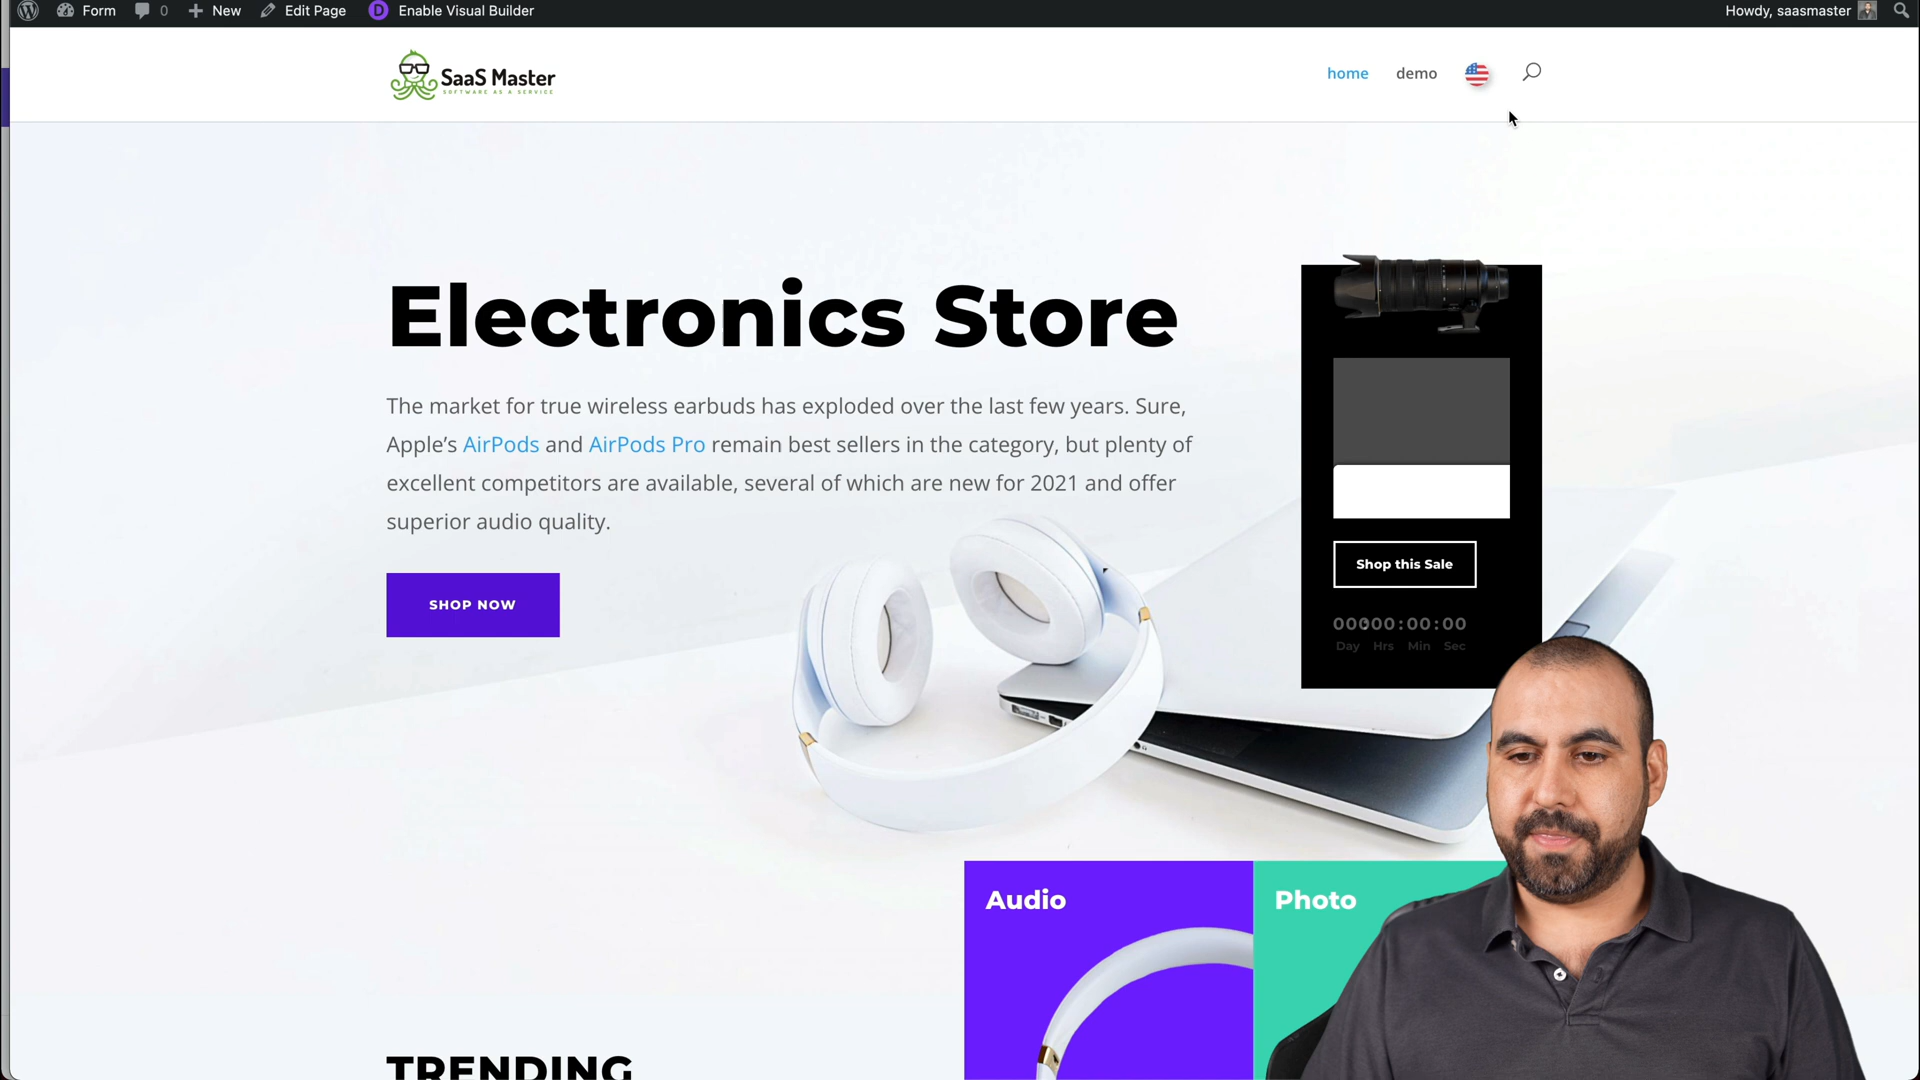 Form 0 New Edit Page D Enable Visual Builder Howdy, saasmaster
SaaS Master
SOFTWARE AS A SERVICE
home demo
Electronics Store
The market for true wireless earbuds has exploded over the last few years. Sure,
Apple's AirPods and AirPods Pro remain best sellers in the category, but plenty of
excellent competitors are available, several of which are new for 2021 and offer
superior audio quality.
SHOP NOW
Shop this Sale
000:00:00:00
Day Hrs Min Sec
Audio
Photo
TRENDING